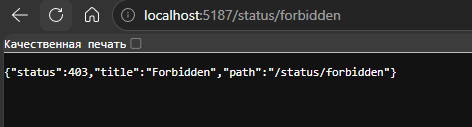 localhost:5187/status/forbidden
Качественная печать
{"status":403,"title":"Forbidden","path":"/status/forbidden"}